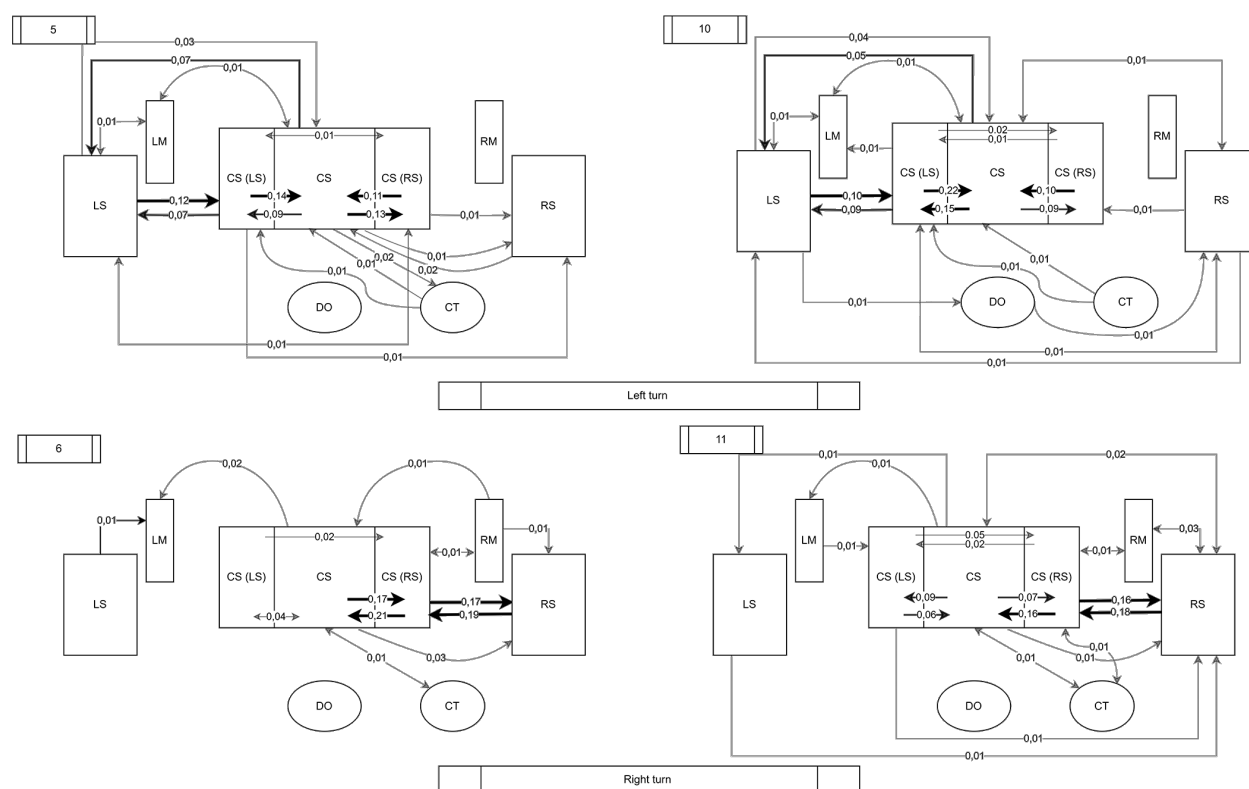 5
10
0,03
0,04
0,07
0,05
0,01
0,01
0,01
0,01
0,01
LM
RM
LM
RM
0,01
0.02
0,01
0,01
CS (LS)
CS
CS (RS)
CS (LS)
CS
CS (RS)
0,14
0,11
0,22
0,10
LS
0,12
RS
LS
0,10
RS
0,07
0,09
0,13
0,01
0,09
0,15
0,09
0,01
0,01
0,02
0,01
0,02
0,01
0,01
0,01
0,01
DO
CT
0,01
DO
CT
0,01
0,01
0,01
0,01
0,01
Left turn
6
11
0,02
0,01
0,01
0,01
0,02
0,01
LM
RM
0,01
LM
RM
0,03
0,02
0.05
0,02
0,01
0,01
0,01
CS (LS)
CS
CS (RS)
CS (LS)
CS
CS (RS)
LS
0,17
0,17
RS
LS
0,09
0,07
0,16
RS
0,04
0,21
0,19
0,06
0,16
0,18
0,01
0,03
0,01
0,01
0,01
DO
CT
DO
CT
0,01
0,01
Right turn